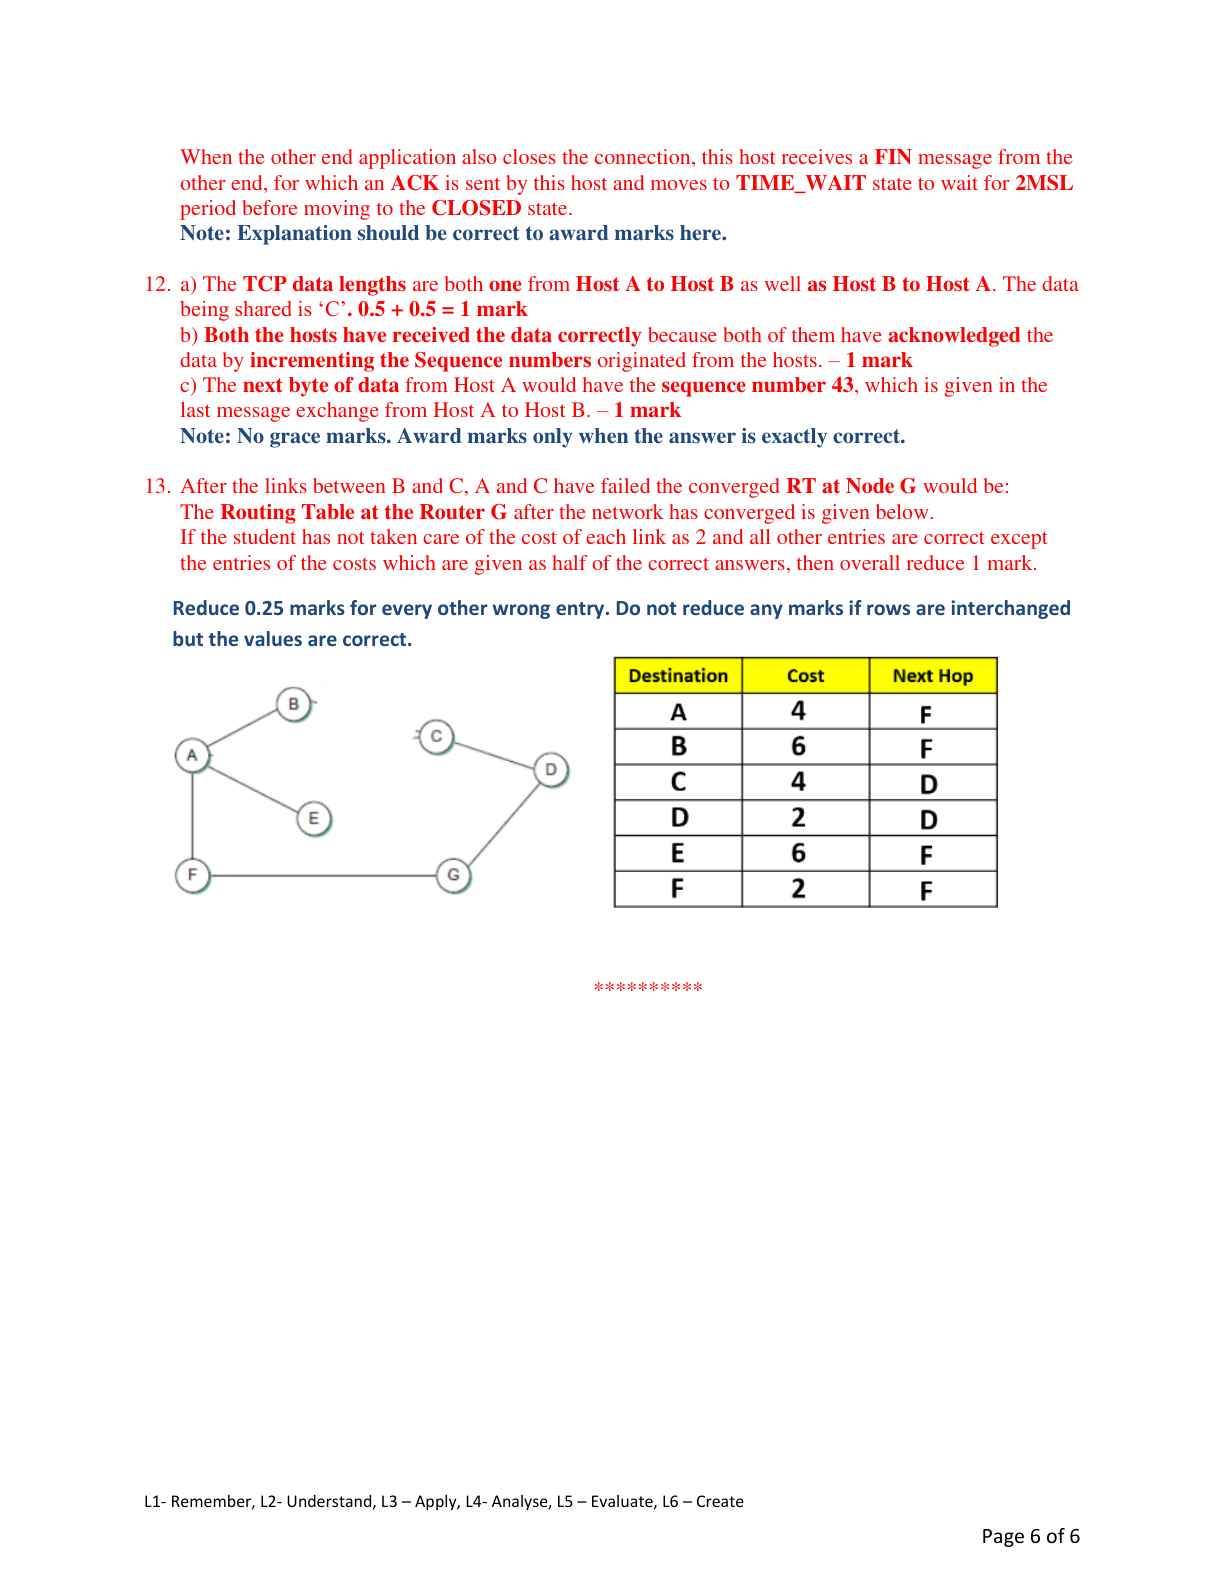 When the other end application also closes the connection, this host receives a FIN message from the
other end, for which an ACK is sent by this host and moves to TIME_WAIT state to wait for 2MSL
period before moving to the CLOSED state.
Note: Explanation should be correct to award marks here.
12. a) The TCP data lengths are both one from Host A to Host B as well as Host B to Host A. The data
being shared is ‘C’. 0.5 + 0.5 = 1 mark
b) Both the hosts have received the data correctly because both of them have acknowledged the
data by incrementing the Sequence numbers originated from the hosts. – 1 mark
c) The next byte of data from Host A would have the sequence number 43, which is given in the
last message exchange from Host A to Host B. – 1 mark
Note: No grace marks. Award marks only when the answer is exactly correct.
13. After the links between B and C, A and C have failed the converged RT at Node G would be:
The Routing Table at the Router G after the network has converged is given below.
If the student has not taken care of the cost of each link as 2 and all other entries are correct except
the entries of the costs which are given as half of the correct answers, then overall reduce 1 mark.
Reduce 0.25 marks for every other wrong entry. Do not reduce any marks if rows are interchanged
but the values are correct.
B
C
A
D
E
F
G
Destination Cost Next Hop
A 4 F
B 6 F
C 4 D
D 2 D
E 6 F
F 2 F
**********
L1- Remember, L2- Understand, L3 – Apply, L4- Analyse, L5 – Evaluate, L6 – Create
Page 6 of 6